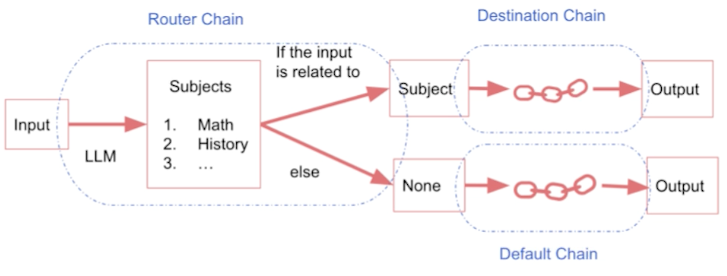 Router Chain
Destination Chain
If the input
is related to
Subjects
Subject
Output
1. Math
2. History
3. ...
Input
LLM
else
None
Output
Default Chain